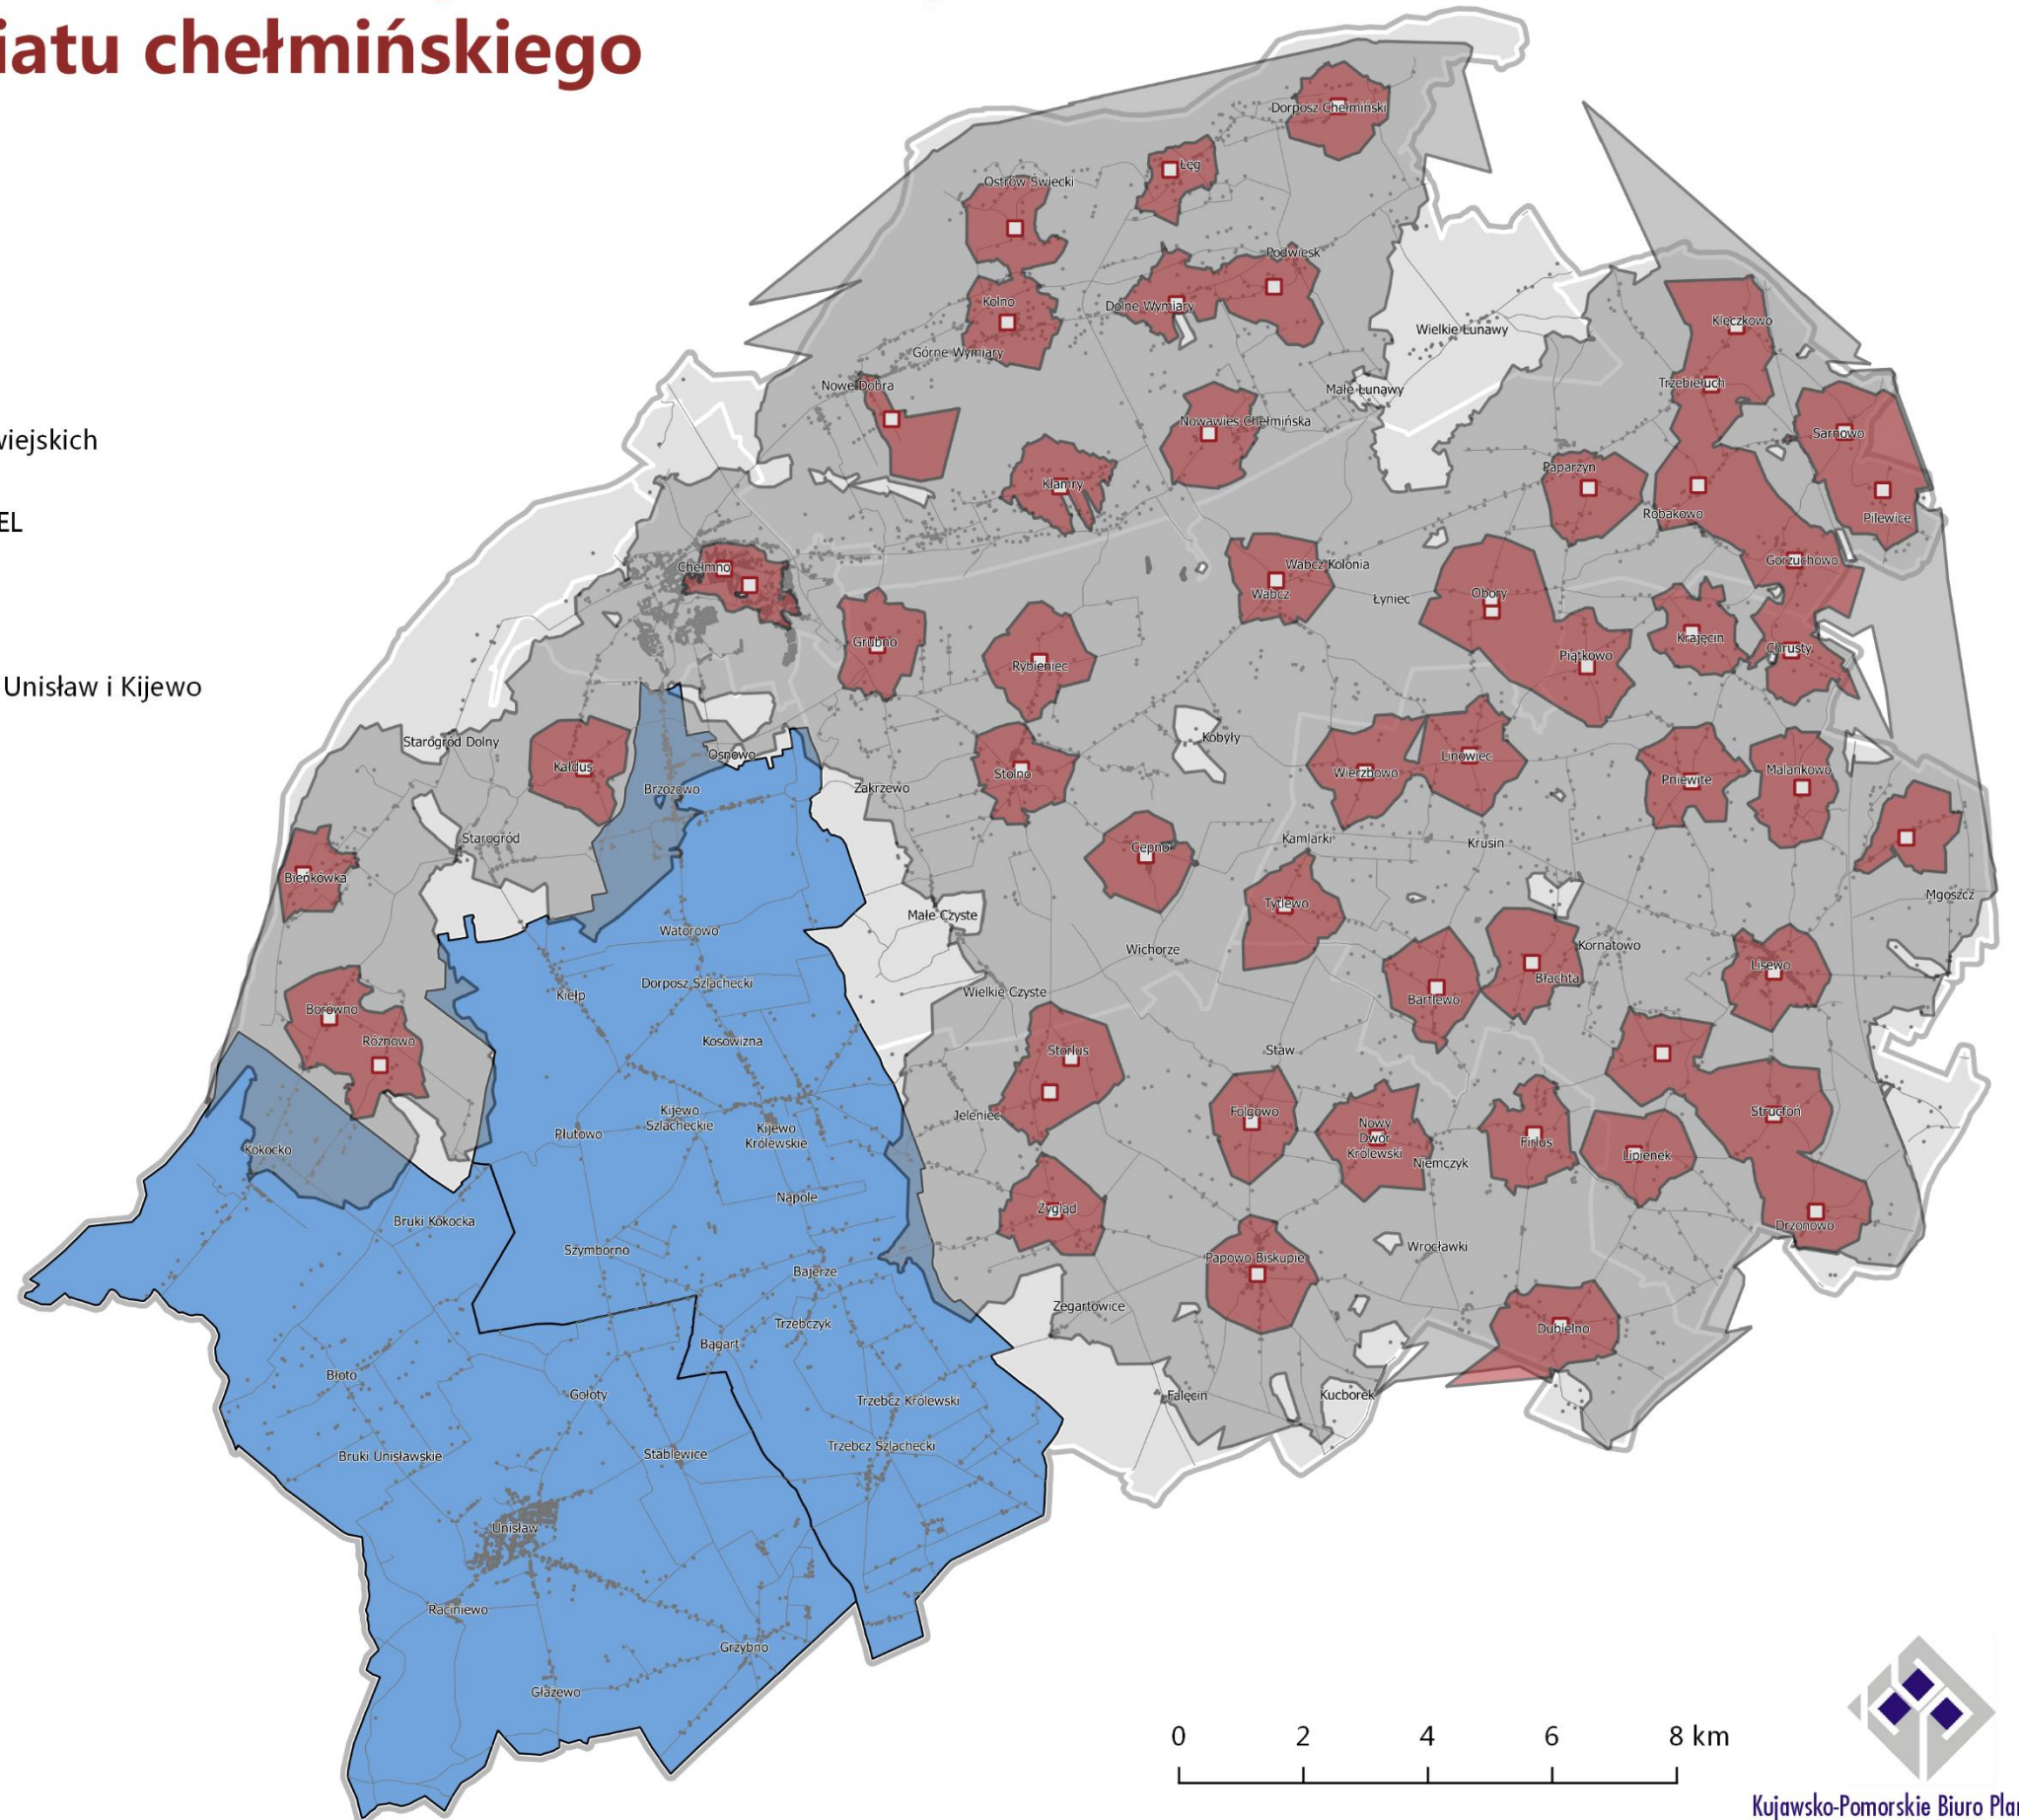 iatu chełmińskiego
wiejskich
EL
Unisław i Kijewo
Dorposz Chełmiński
Łęg
Ostrów Świecki
Podwiesk
Kolno
Dolne Wymiary
Klęczkowo
Wielkie Łunawy
Górne Wymiary
Nowe Dobra
Małe Łunawy
Trzebiełuch
Nowawieś Chełmińska
Sarnowo
Paparzyn
Klamry
Robakowo
Pilewice
Chełmno
Wabcz Kolonia
Gorzuchowo
Wabcz
Łyniec
Obory
Grubno
Krajęcin
Rybieniec
Piątkowo
Chrusty
Starogród Dolny
Kobyły
Osnowo
Kałdus
Stolno
Wierzbowo
Linowiec
Malankowo
Pniewite
Brzozowo
Zakrzewo
Starogród
Cepno
Kamlarki
Krusin
Bieńkówka
Mgoszcz
Tytlewo
Małe Czyste
Watorowo
Wichorze
Kornatowo
Lisewo
Błachta
Dorposz Szlachecki
Kiełp
Wielkie Czyste
Bartlewo
Borówno
Różnowo
Kosowizna
Storlus
Staw
Kijewo
Szlacheckie
Jeleniec
Folgowo
Nowy
Dwór
Królewski
Strucfoń
Płutowo
Kijewo
Królewskie
Firlus
Kokocko
Niemczyk
Lipienek
Napole
Żygląd
Bruki Kokocka
Drzonowo
Szymborno
Papowo Biskupie
Wrocławki
Bajerze
Zegartowice
Trzebczyk
Dubielno
Bągart
Błoto
Gołoty
Trzebcz Królewski
Falęcin
Kucborek
Bruki Unisławskie
Stablewice
Trzebcz Szlachecki
Unisław
Raciniewo
Grzybno
Głażewo
0 2 4 6 8 km
Kujawsko-Pomorskie Biuro Plan